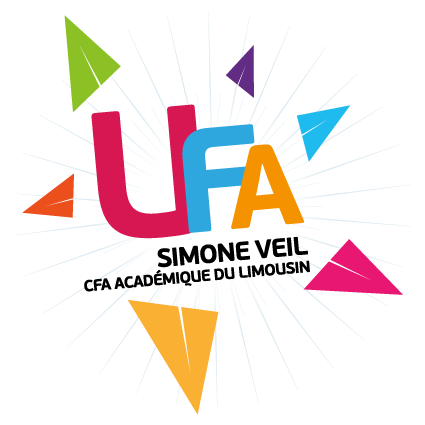 UFA
SIMONE VEIL
CFA ACADÉMIQUE DU LIMOUSIN